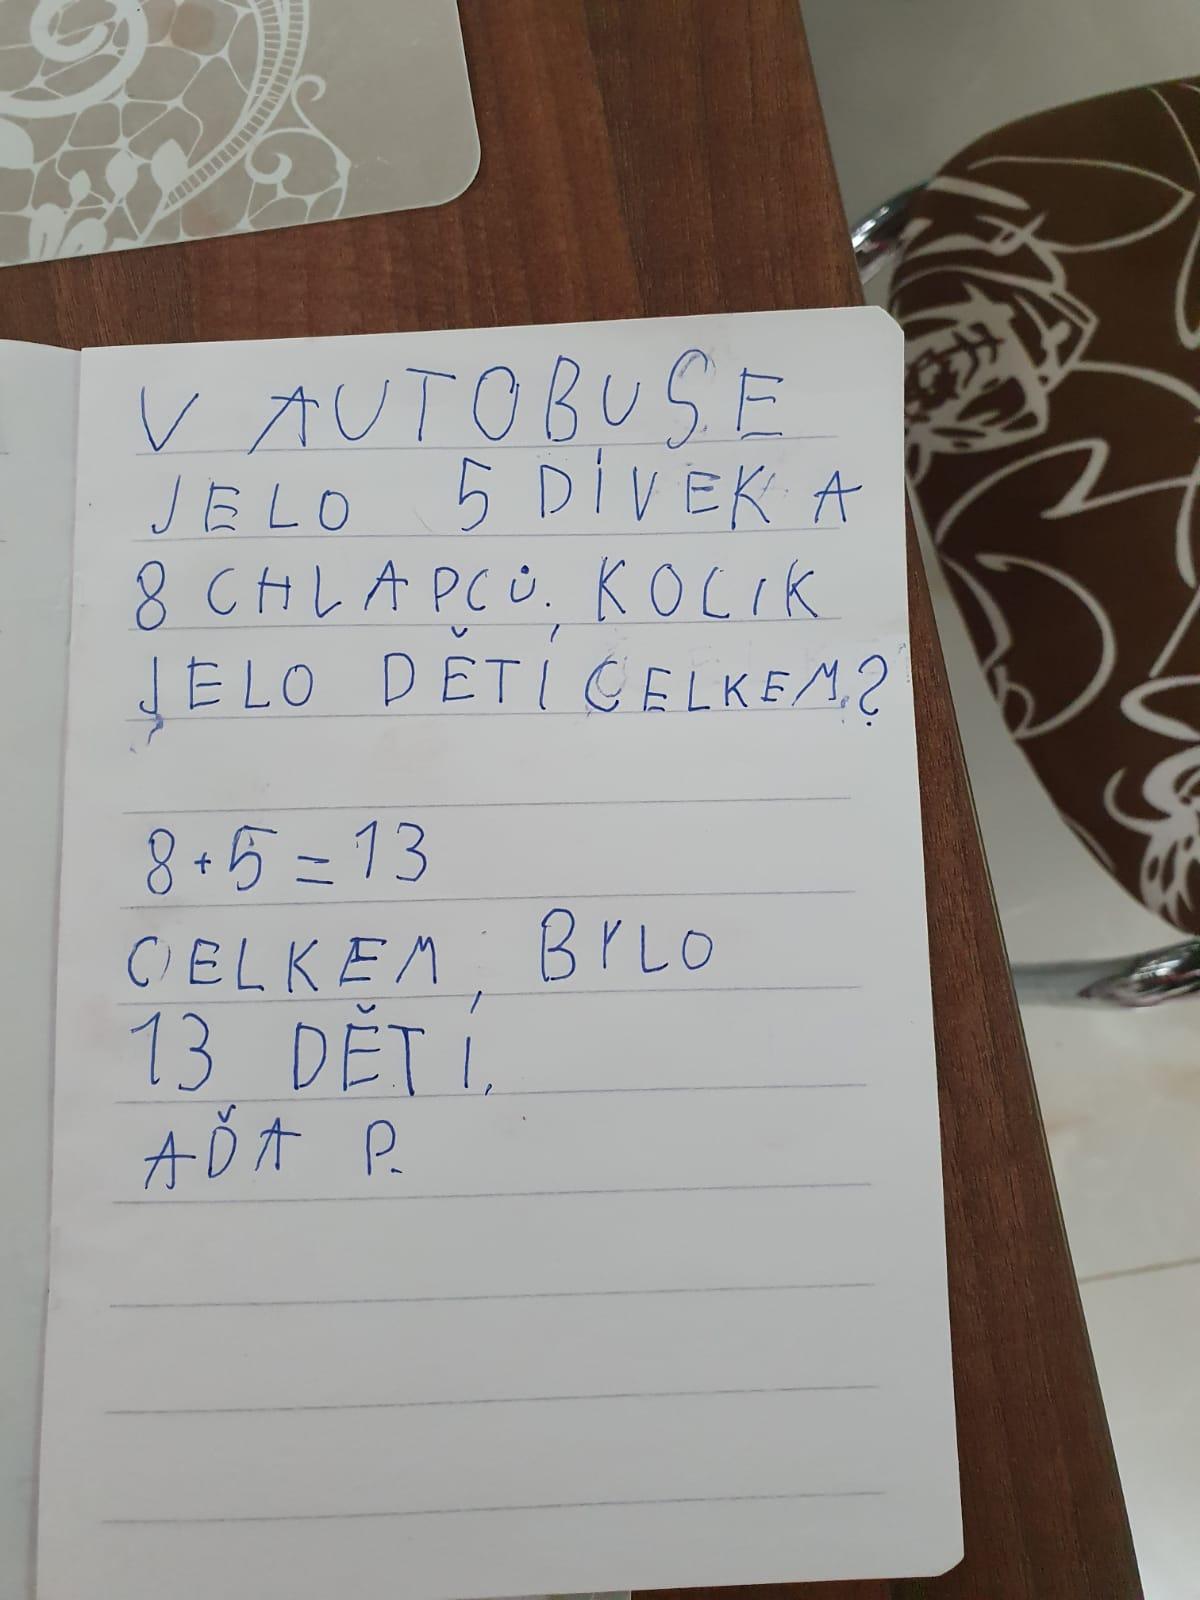 V AUTOBUSE
JELO 5 DÍVEK A
8 CHLAPCŮ. KOLIK
JELO DĚTÍ CELKEM?
8+5=13
CELKEM BYLO
13 DĚTÍ.
AĎA P.